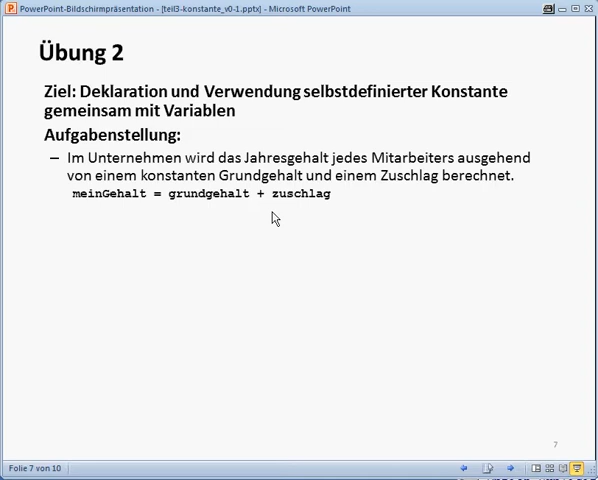 PowerPoint-Bildschirmpräsentation - [teil3-konstante_v0-1.pptx] - Microsoft PowerPoint
Übung 2
Ziel: Deklaration und Verwendung selbstdefinierter Konstante
gemeinsam mit Variablen
Aufgabenstellung:
– Im Unternehmen wird das Jahresgehalt jedes Mitarbeiters ausgehend
von einem konstanten Grundgehalt und einem Zuschlag berechnet.
meinGehalt = grundgehalt + zuschlag
7
Folie 7 von 10